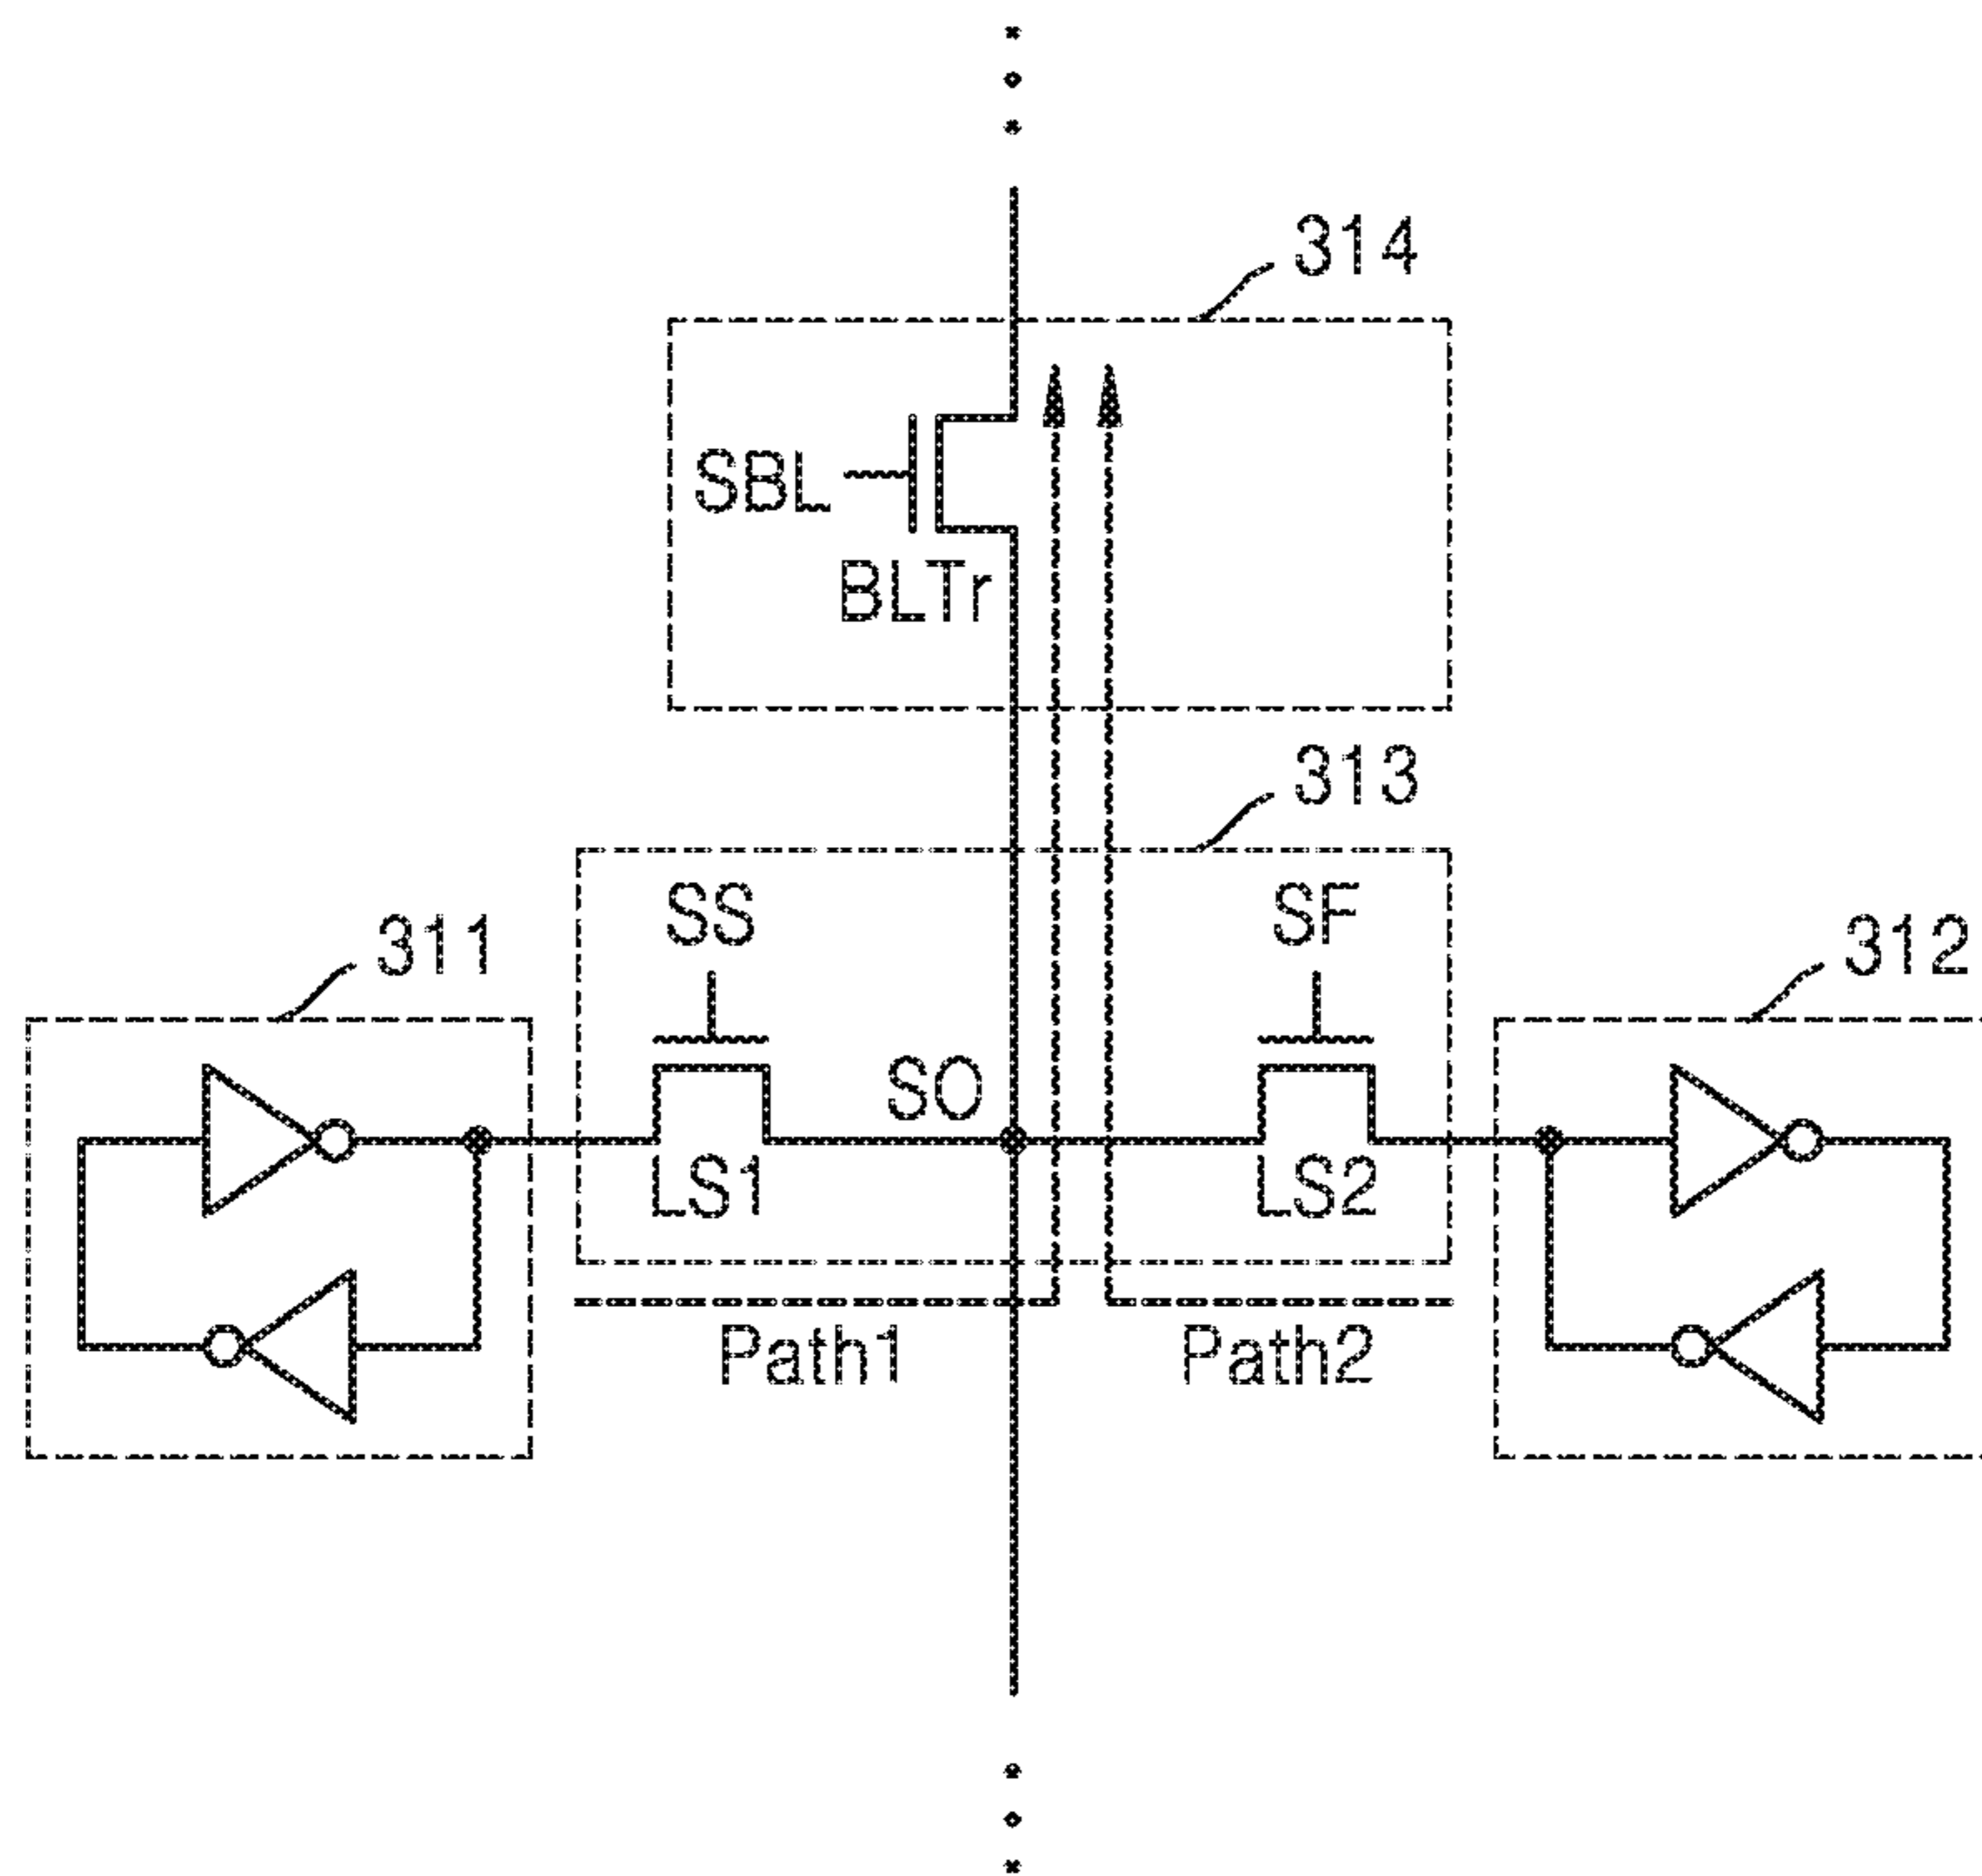 314
SBL
BLTr
313
SS
SF
311
312
SO
LS1
LS2
Path1
Path2